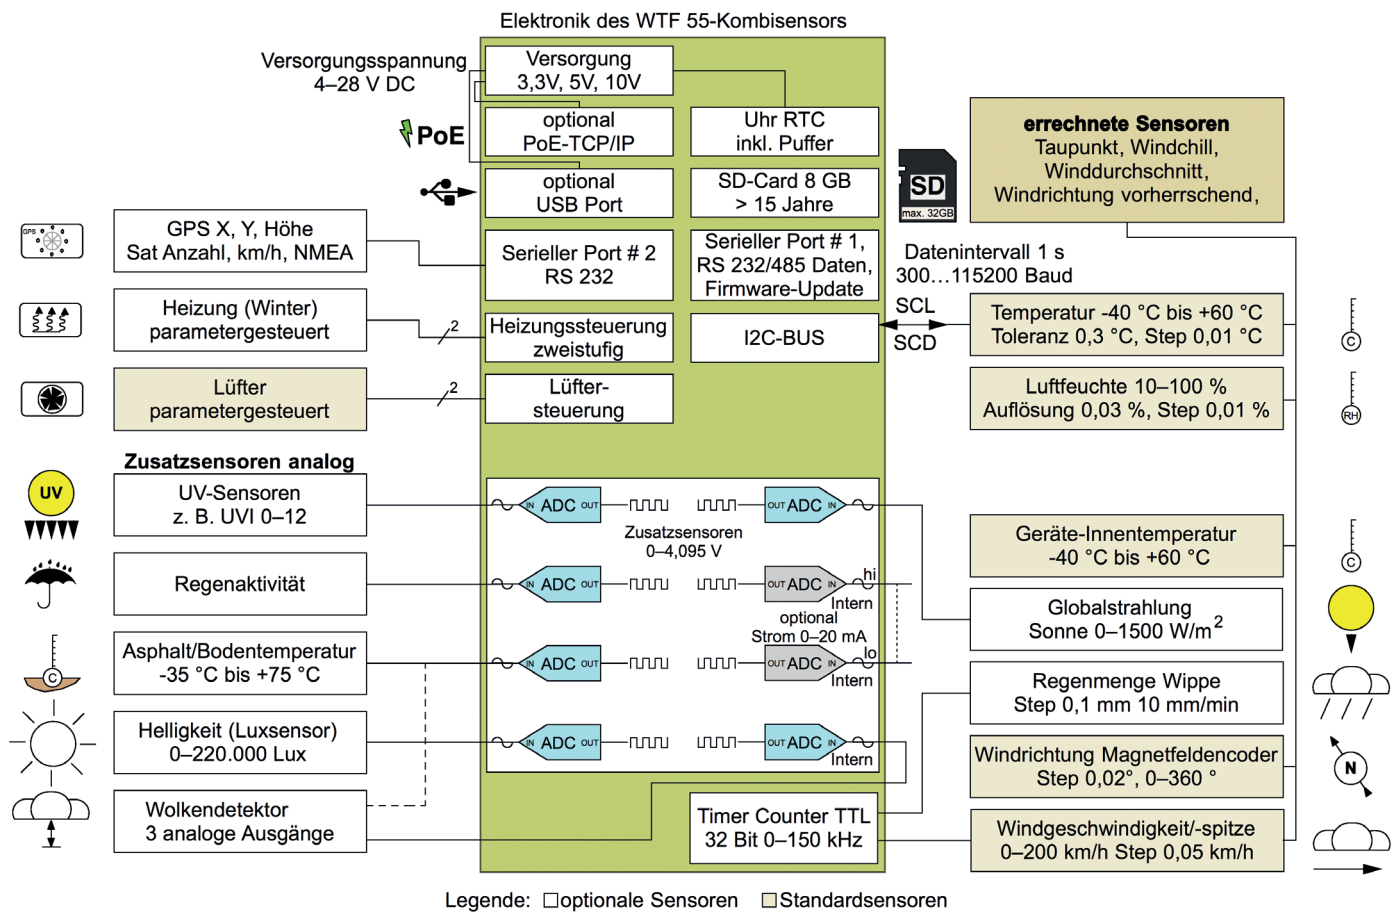 Elektronik des WTF 55-Kombisensors
Versorgungsspannung
4–28 V DC
Versorgung
3,3V, 5V, 10V
PoE
optional
PoE-TCP/IP
Uhr RTC
inkl. Puffer
optional
USB Port
SD-Card 8 GB
> 15 Jahre
SD
max. 32GB
errechnete Sensoren
Taupunkt, Windchill,
Winddurchschnitt,
Windrichtung vorherrschend,
GPS
GPS X, Y, Höhe
Sat Anzahl, km/h, NMEA
Serieller Port # 2
RS 232
Serieller Port # 1,
RS 232/485 Daten,
Firmware-Update
Datenintervall 1 s
300…115200 Baud
Heizung (Winter)
parametergesteuert
2
Heizungssteuerung
zweistufig
I2C-BUS
SCL
SCD
Temperatur -40 °C bis +60 °C
Toleranz 0,3 °C, Step 0,01 °C
C
Lüfter
parametergesteuert
2
Lüfter-
steuerung
Luftfeuchte 10–100 %
Auflösung 0,03 %, Step 0,01 %
RH
Zusatzsensoren analog
UV
UV-Sensoren
z. B. UVI 0–12
IN ADC OUT
OUT ADC IN
Zusatzsensoren
0–4,095 V
Geräte-Innentemperatur
-40 °C bis +60 °C
C
Regenaktivität
IN ADC OUT
OUT ADC IN
hi
Intern
optional
Strom 0–20 mA
Globalstrahlung
Sonne 0–1500 W/m2
Asphalt/Bodentemperatur
-35 °C bis +75 °C
C
IN ADC OUT
OUT ADC IN
lo
Intern
Regenmenge Wippe
Step 0,1 mm 10 mm/min
Helligkeit (Luxsensor)
0–220.000 Lux
IN ADC OUT
OUT ADC IN
Intern
Windrichtung Magnetfeldencoder
Step 0,02°, 0–360 °
N
Wolkendetektor
3 analoge Ausgänge
Timer Counter TTL
32 Bit 0–150 kHz
Windgeschwindigkeit/-spitze
0–200 km/h Step 0,05 km/h
Legende: optionale Sensoren Standardsensoren